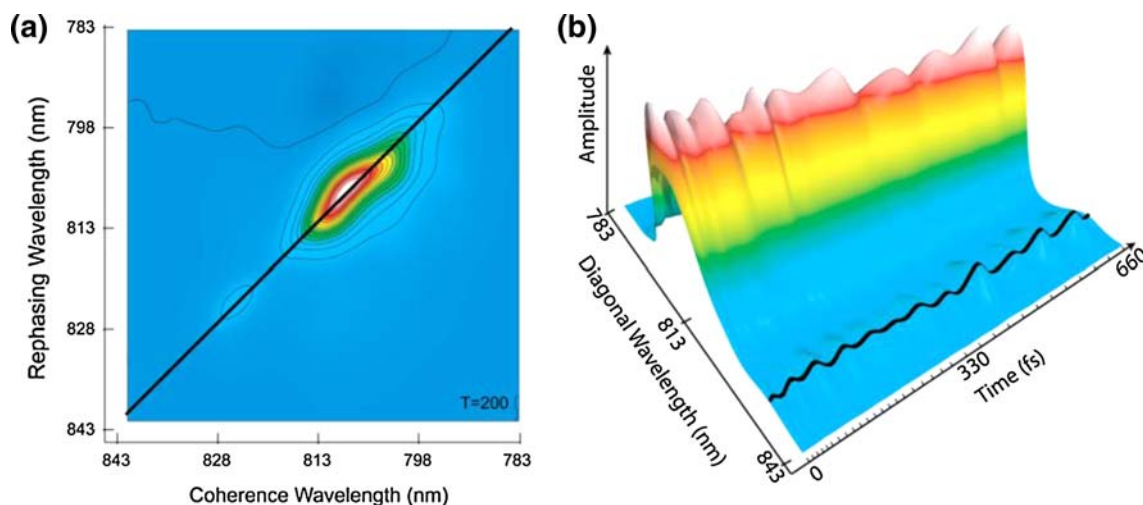 (a)
783
798
813
828
843
Rephasing Wavelength (nm)
T=200
843 828 813 798 783
Coherence Wavelength (nm)
(b)
Amplitude
783
813
843
Diagonal Wavelength (nm)
0
330
660
Time (fs)